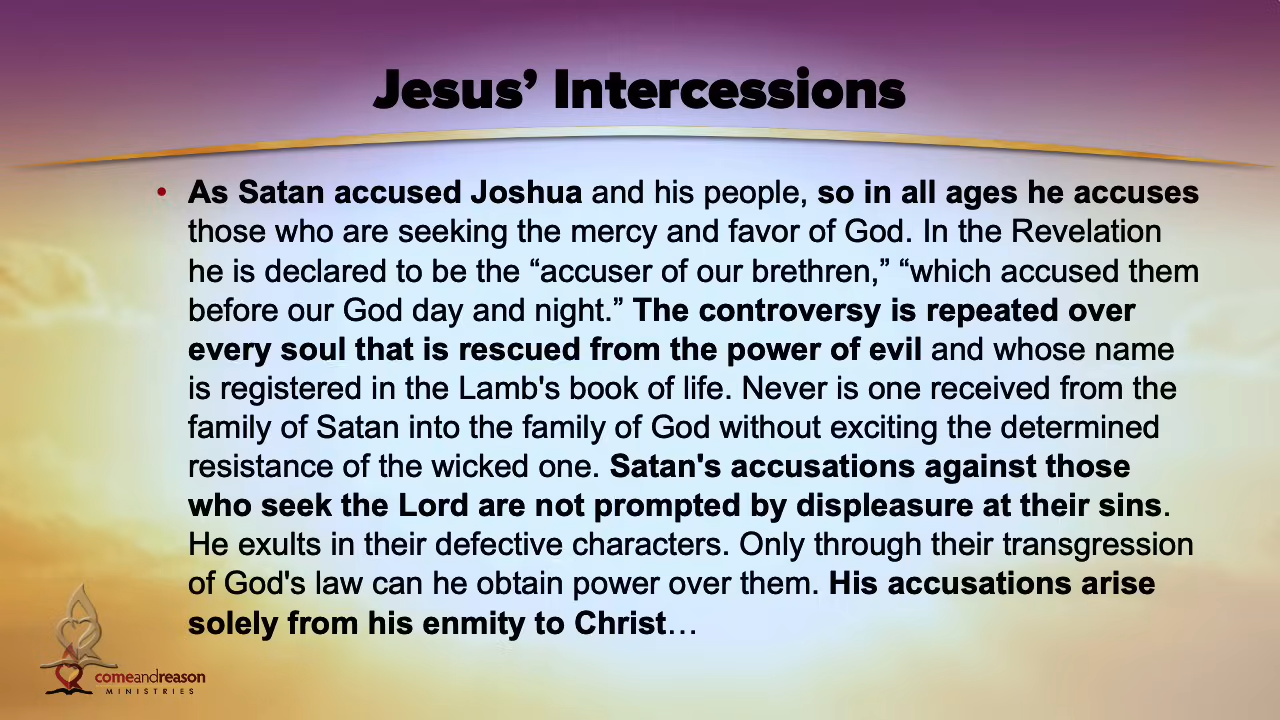 Jesus’ Intercessions
• As Satan accused Joshua and his people, so in all ages he accuses
those who are seeking the mercy and favor of God. In the Revelation
he is declared to be the “accuser of our brethren,” “which accused them
before our God day and night.” The controversy is repeated over
every soul that is rescued from the power of evil and whose name
is registered in the Lamb's book of life. Never is one received from the
family of Satan into the family of God without exciting the determined
resistance of the wicked one. Satan's accusations against those
who seek the Lord are not prompted by displeasure at their sins.
He exults in their defective characters. Only through their transgression
of God's law can he obtain power over them. His accusations arise
solely from his enmity to Christ…
comeandreason
MINISTRIES